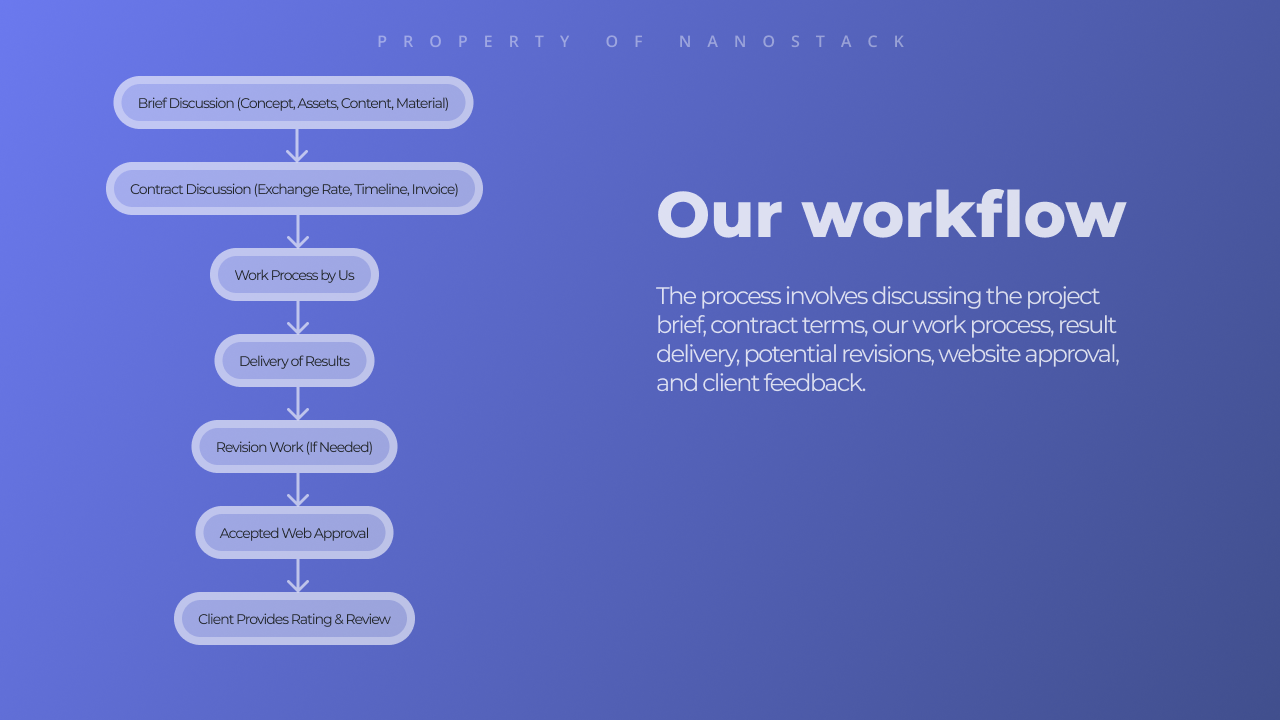 PROPERTY OF NANOSTACK
Brief Discussion (Concept, Assets, Content, Material)
Contract Discussion (Exchange Rate, Timeline, Invoice)
Work Process by Us
Delivery of Results
Revision Work (If Needed)
Accepted Web Approval
Client Provides Rating & Review
Our workflow
The process involves discussing the project
brief, contract terms, our work process, result
delivery, potential revisions, website approval,
and client feedback.